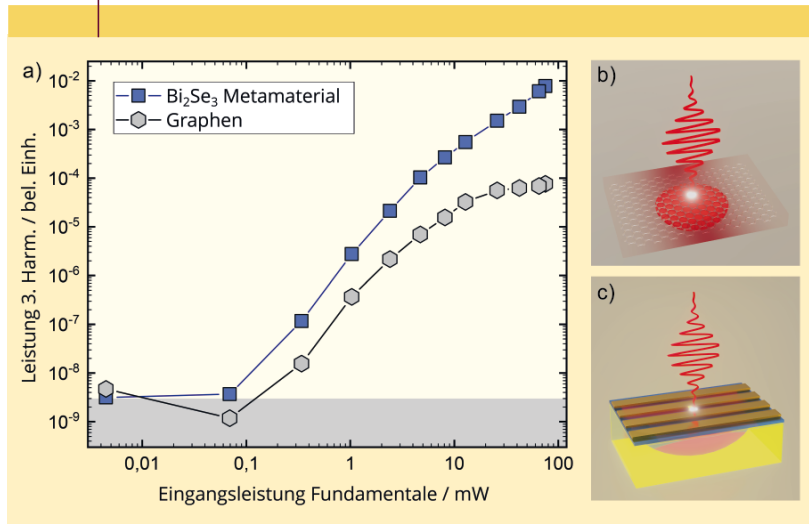 a)
Leistung 3. Harm. / bel. Einh.
10⁻²
10⁻³
10⁻⁴
10⁻⁵
10⁻⁶
10⁻⁷
10⁻⁸
10⁻⁹
Bi₂Se₃ Metamaterial
Graphen
0,01 0,1 1 10 100
Eingangsleistung Fundamentale / mW
b)
c)